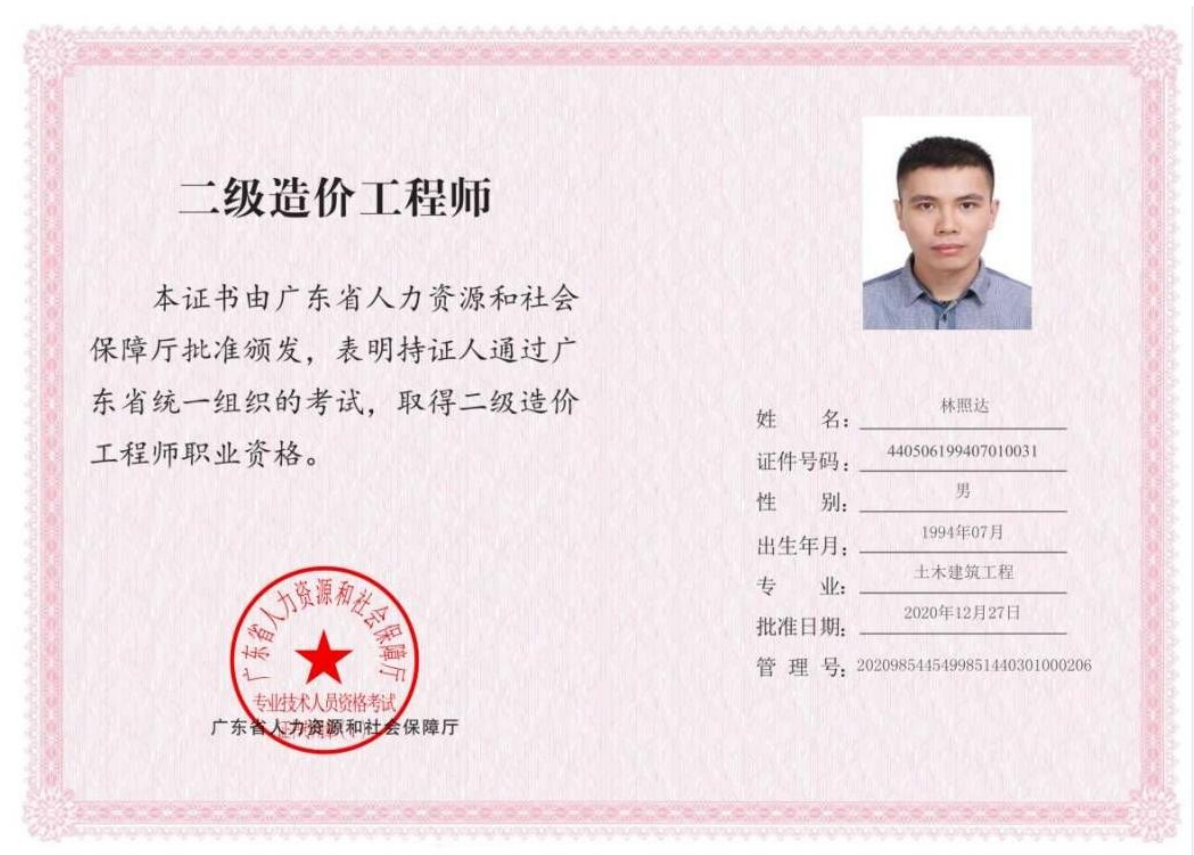 二级造价工程师
本证书由广东省人力资源和社会
保障厅批准颁发，表明持证人通过广
东省统一组织的考试，取得二级造价
工程师职业资格。
广东省人力资源和社会保障厅
专业技术人员资格考试
广东省人力资源和社会保障厅
姓 名：林照达
证件号码：440506199407010031
性 别：男
出生年月：1994年07月
专 业：土木建筑工程
批准日期：2020年12月27日
管 理 号：20209854454999851440301000206